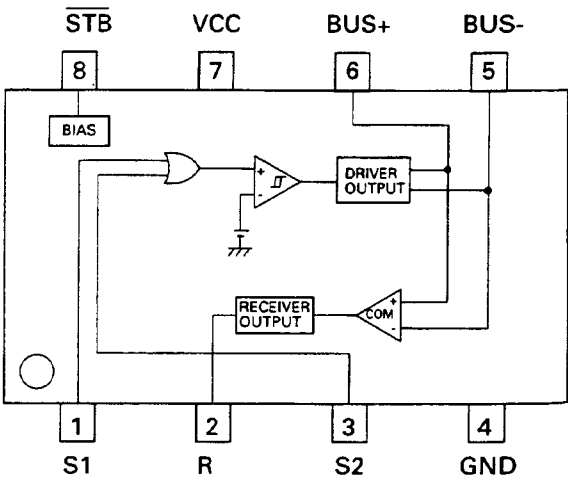 STB VCC BUS+ BUS-
8 7 6 5
BIAS
+
-
DRIVER
OUTPUT
RECEIVER
OUTPUT
COM
+
-
1 2 3 4
S1 R S2 GND